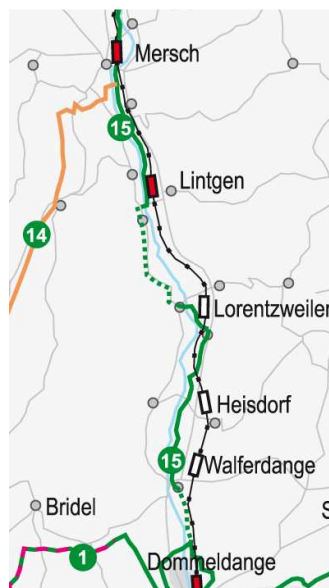 Mersch
15
Lintgen
14
Lorentzweiler
Heisdorf
15
Walferdange
Bridel
S
1
Dommeldange